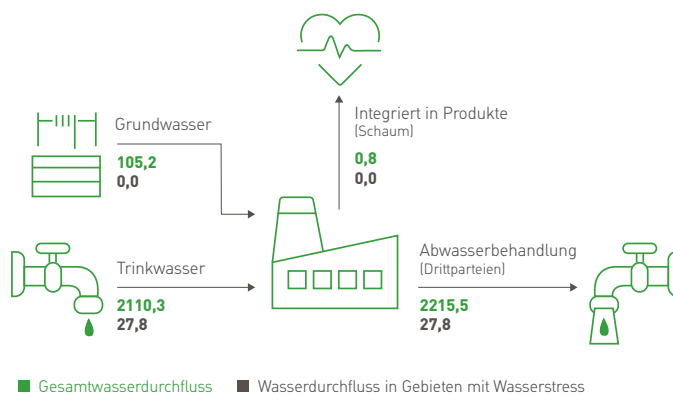 Integriert in Produkte
(Schaum)
0,8
0,0
Grundwasser
105,2
0,0
Trinkwasser
2110,3
27,8
Abwasserbehandlung
(Drittparteien)
2215,5
27,8
Gesamtwasserdurchfluss
Wasserdurchfluss in Gebieten mit Wasserstress